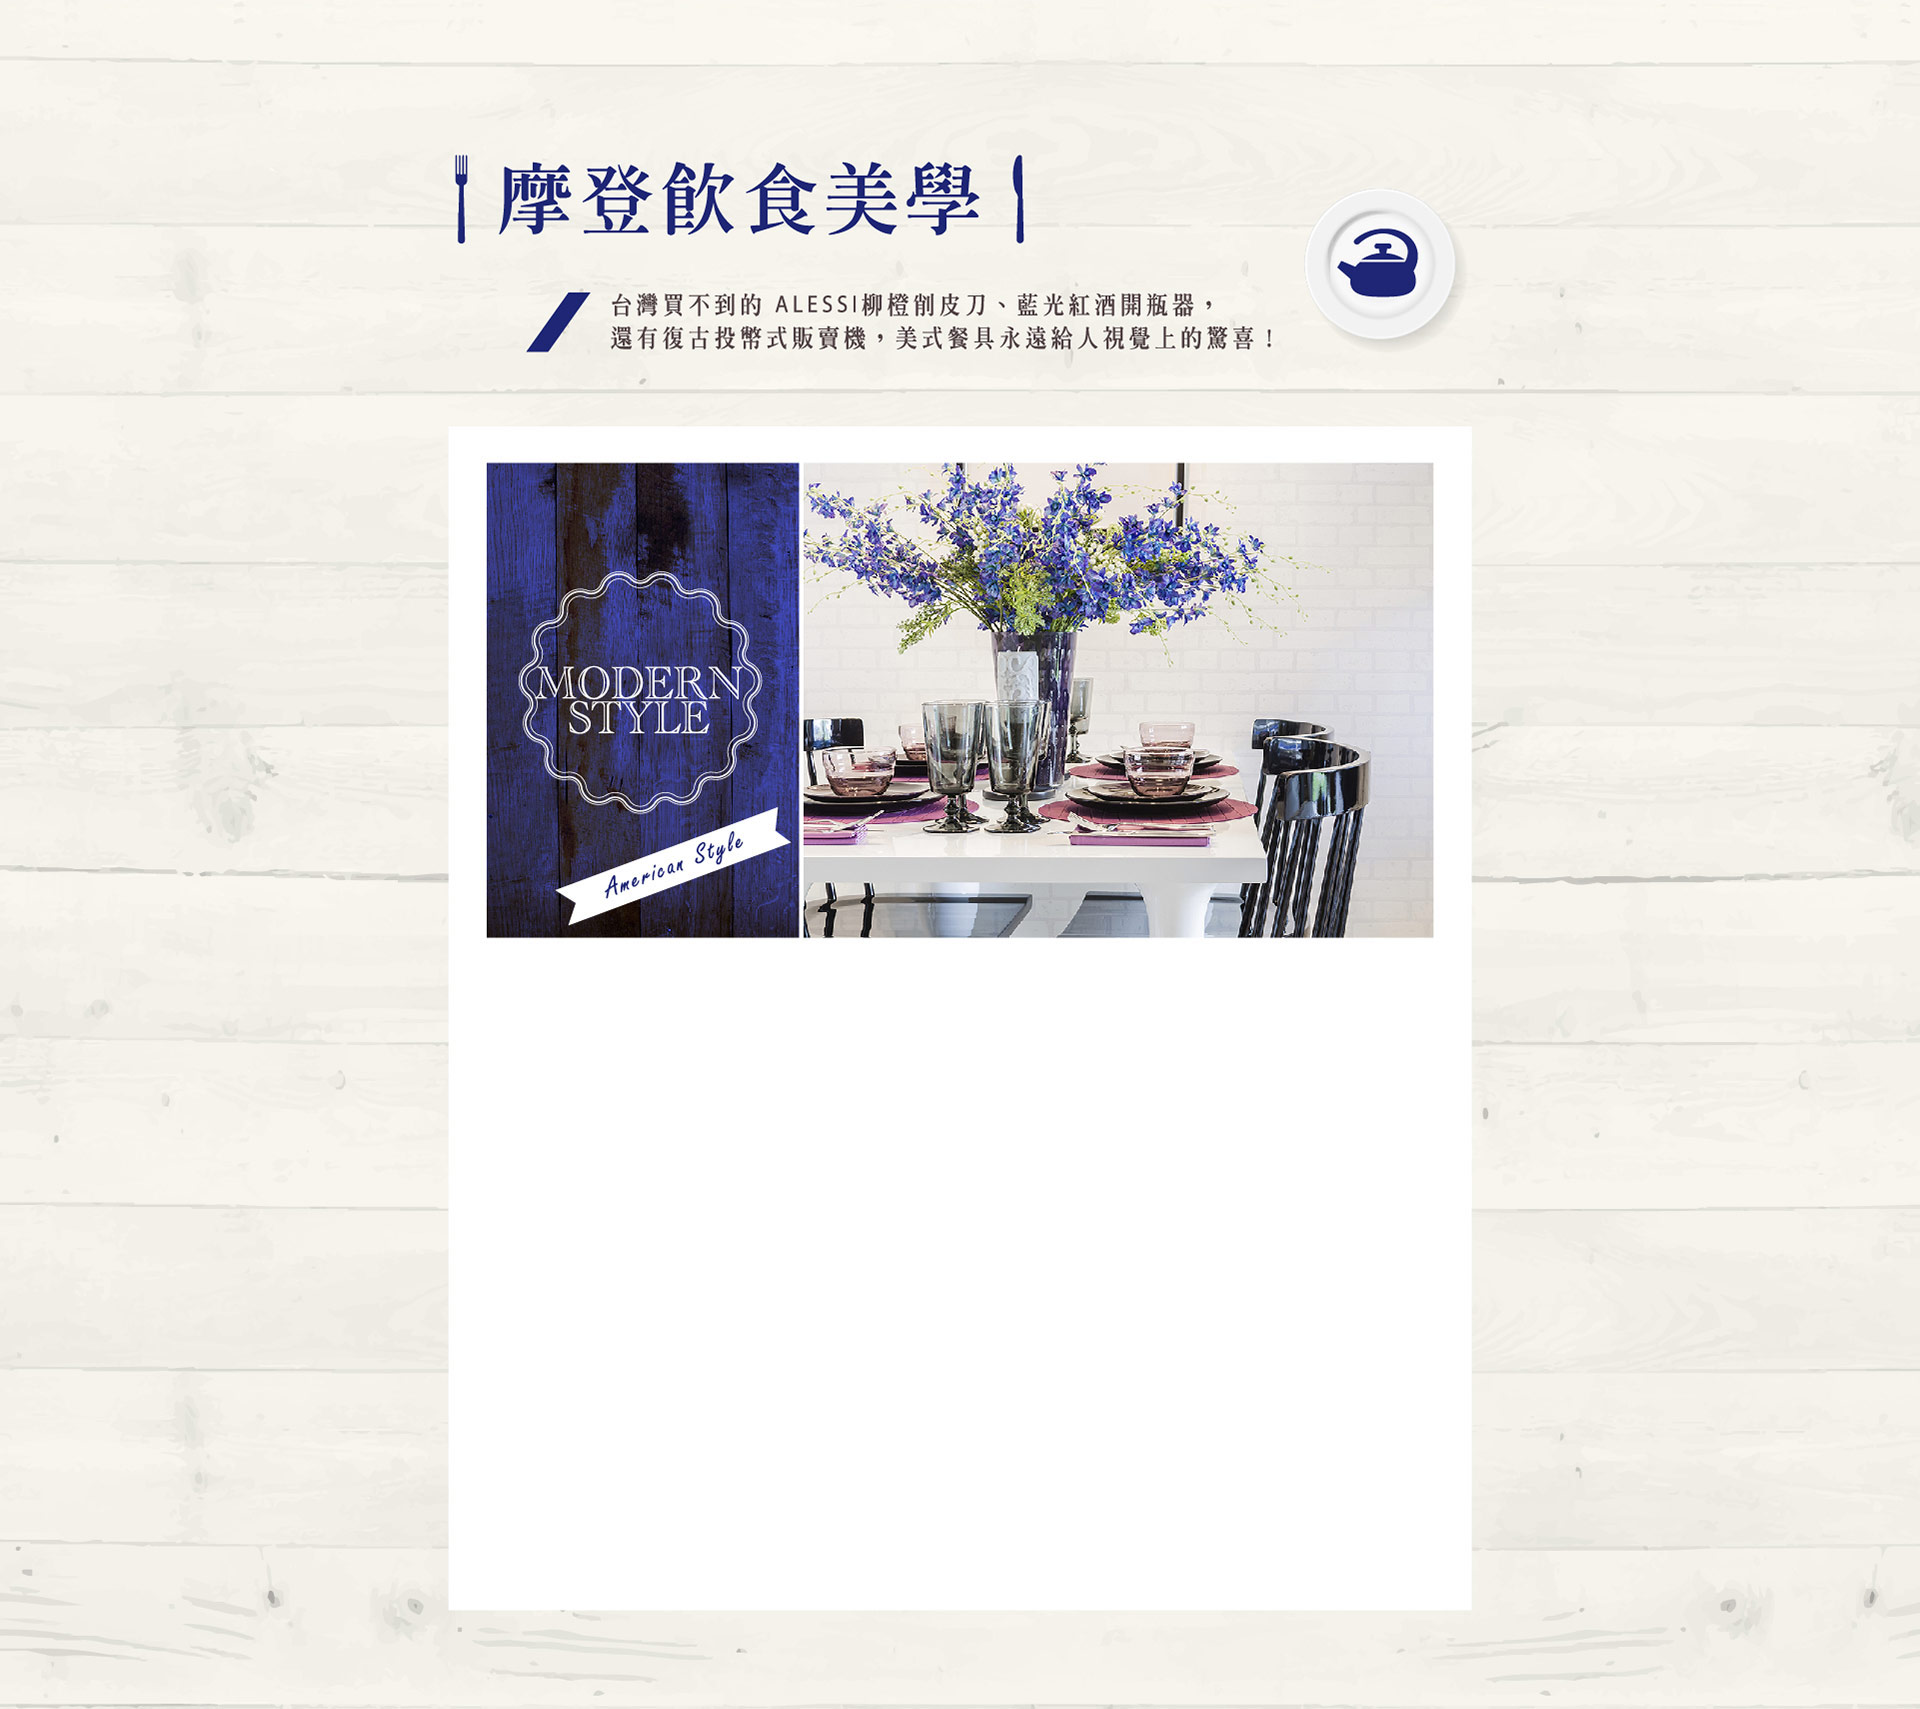 摩登飲食美學
台灣買不到的 ALESSI柳橙削皮刀、藍光紅酒開瓶器，
還有復古投幣式販賣機，美式餐具永遠給人視覺上的驚喜！
MODERN
STYLE
American Style